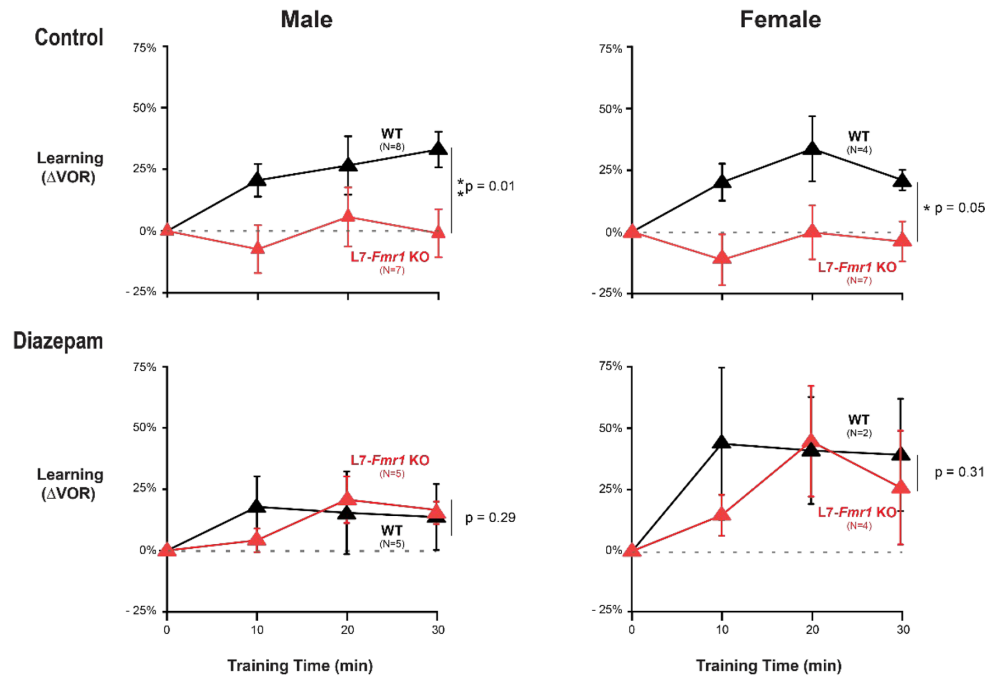 Male
Female
Control
75%
50%
25%
0%
- 25%
Learning
(ΔVOR)
WT
(N=8)
L7-Fmr1 KO
(N=7)
** p = 0.01
75%
50%
25%
0%
- 25%
WT
(N=4)
L7-Fmr1 KO
(N=7)
* p = 0.05
Diazepam
75%
50%
25%
0%
- 25%
Learning
(ΔVOR)
L7-Fmr1 KO
(N=5)
WT
(N=5)
p = 0.29
0 10 20 30
Training Time (min)
75%
50%
25%
0%
- 25%
WT
(N=2)
L7-Fmr1 KO
(N=4)
p = 0.31
0 10 20 30
Training Time (min)